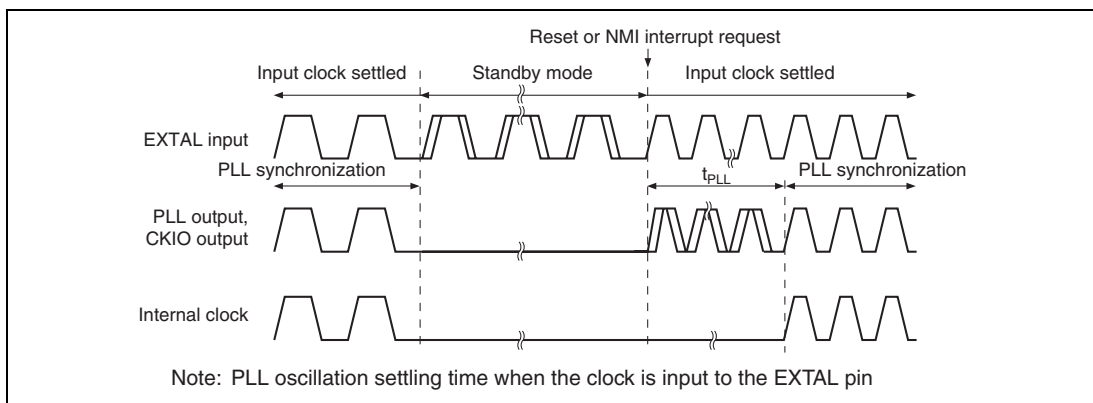 Reset or NMI interrupt request
Input clock settled
Standby mode
Input clock settled
EXTAL input
PLL synchronization
tPLL
PLL synchronization
PLL output,
CKIO output
Internal clock
Note: PLL oscillation settling time when the clock is input to the EXTAL pin